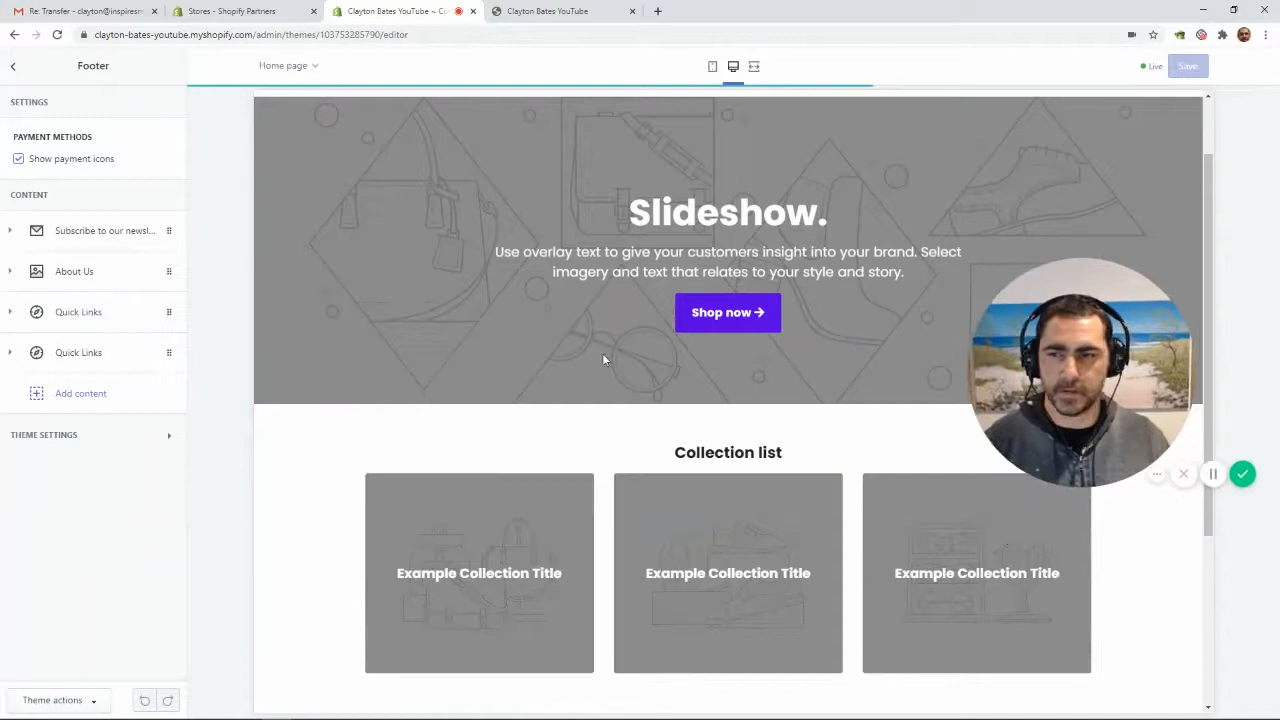 Re: Transfer - clayton@inspiresm
Stores - Shopify Partners
Clayton Bates YouTube ~ C
Clayton Bates YouTube
clayton-bates-youtube.myshopify.com/admin/themes/103753285790/editor
Footer
Home page
Live
Save
SETTINGS
PAYMENT METHODS
Show payment icons
CONTENT
Subscribe to our newsl...
About Us
Quick Links
Quick Links
Add content
THEME SETTINGS
Theme actions
Slideshow.
Use overlay text to give your customers insight into your brand. Select
imagery and text that relates to your style and story.
Shop now →
Collection list
Example Collection Title
Example Collection Title
Example Collection Title